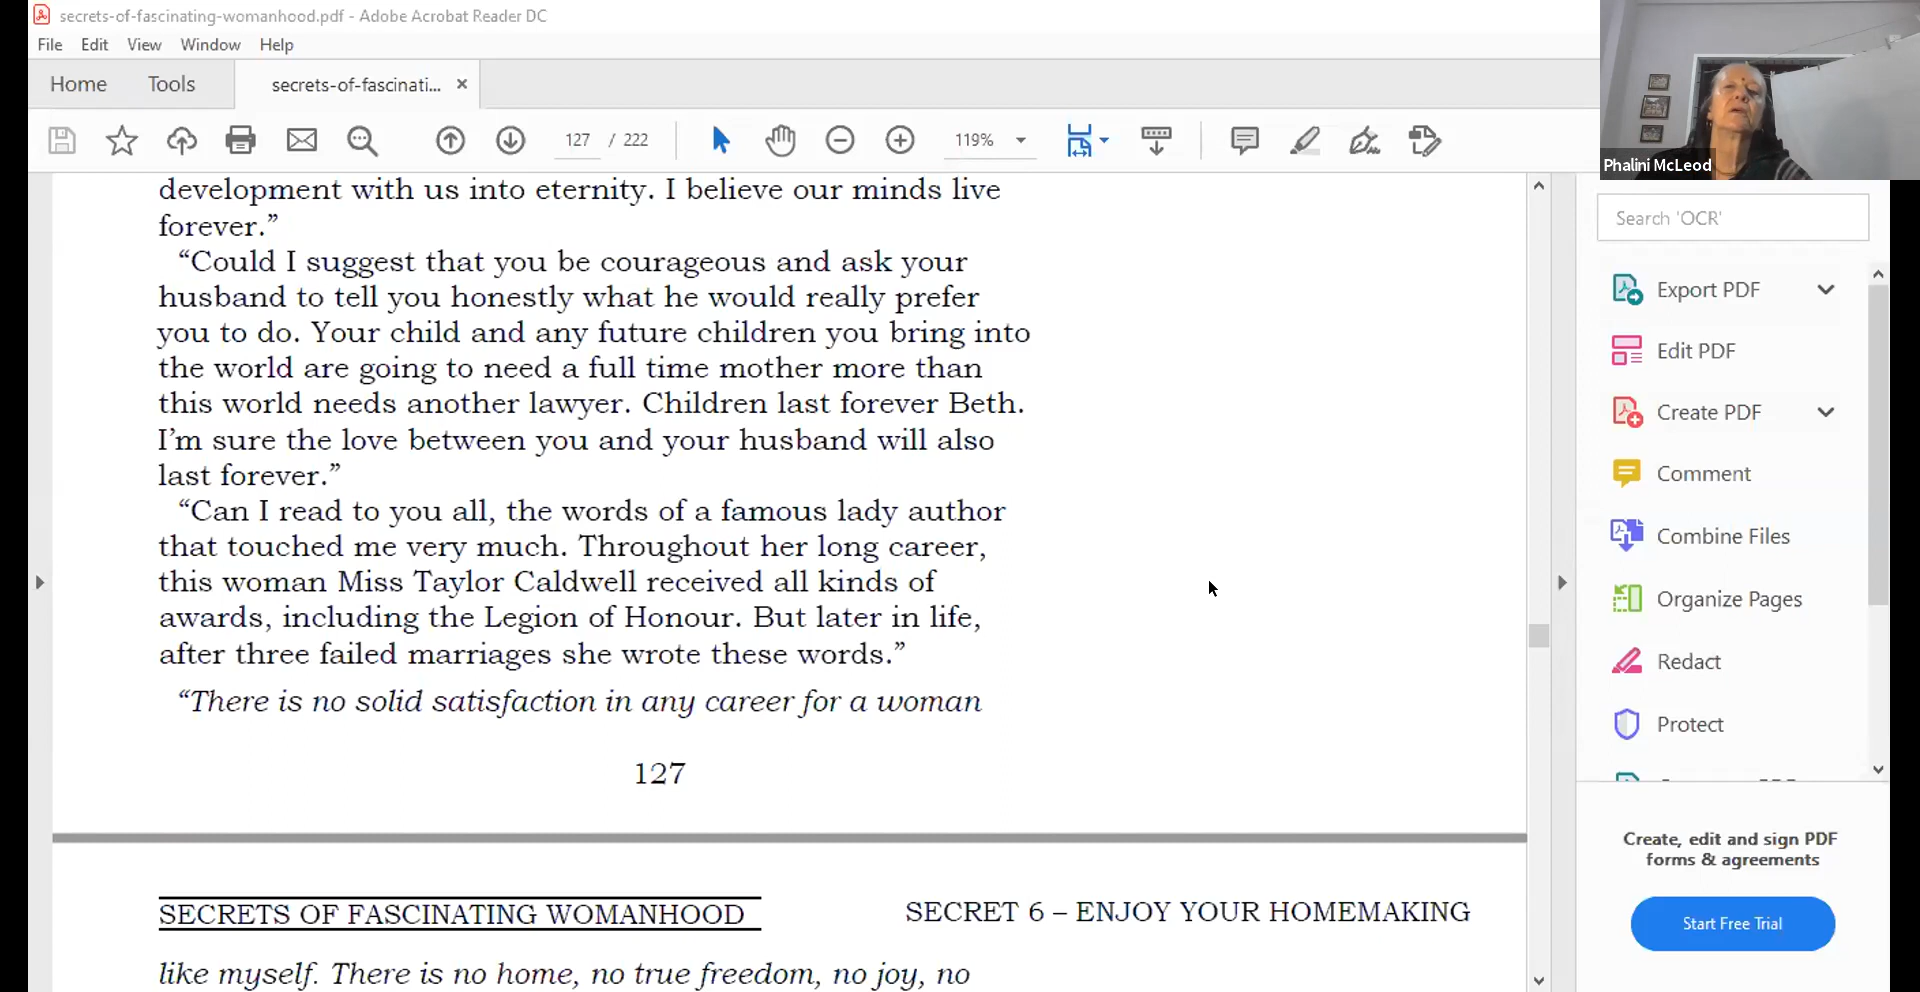 secrets-of-fascinating-womanhood.pdf - Adobe Acrobat Reader DC
File Edit View Window Help
Home Tools secrets-of-fascinati...
127 / 222 119%
Phalini McLeod
development with us into eternity. I believe our minds live
forever.”
“Could I suggest that you be courageous and ask your
husband to tell you honestly what he would really prefer
you to do. Your child and any future children you bring into
the world are going to need a full time mother more than
this world needs another lawyer. Children last forever Beth.
I’m sure the love between you and your husband will also
last forever.”
“Can I read to you all, the words of a famous lady author
that touched me very much. Throughout her long career,
this woman Miss Taylor Caldwell received all kinds of
awards, including the Legion of Honour. But later in life,
after three failed marriages she wrote these words.”
“There is no solid satisfaction in any career for a woman
127
SECRETS OF FASCINATING WOMANHOOD SECRET 6 – ENJOY YOUR HOMEMAKING
like myself. There is no home, no true freedom, no joy, no
Search 'OCR'
Export PDF
Edit PDF
Create PDF
Comment
Combine Files
Organize Pages
Redact
Protect
Create, edit and sign PDF
forms & agreements
Start Free Trial